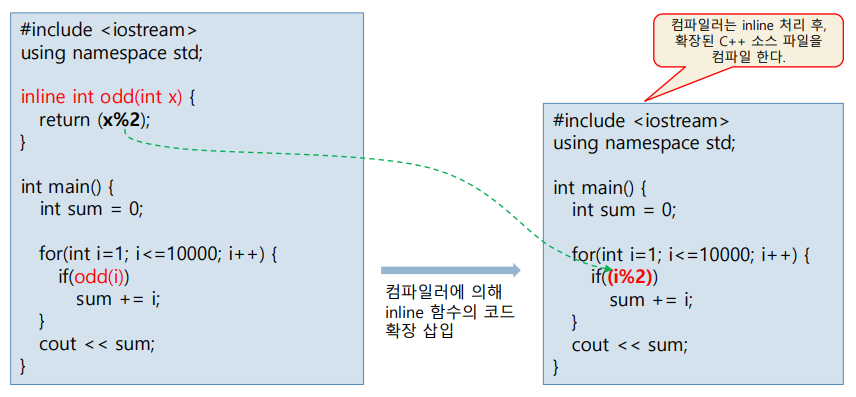 #include <iostream>
using namespace std;
inline int odd(int x) {
return (x%2);
}
int main() {
int sum = 0;
for(int i=1; i<=10000; i++) {
if(odd(i))
sum += i;
}
cout << sum;
}
컴파일러에 의해
inline 함수의 코드
확장 삽입
컴파일러는 inline 처리 후,
확장된 C++ 소스 파일을
컴파일 한다.
#include <iostream>
using namespace std;
int main() {
int sum = 0;
for(int i=1; i<=10000; i++) {
if((i%2))
sum += i;
}
cout << sum;
}